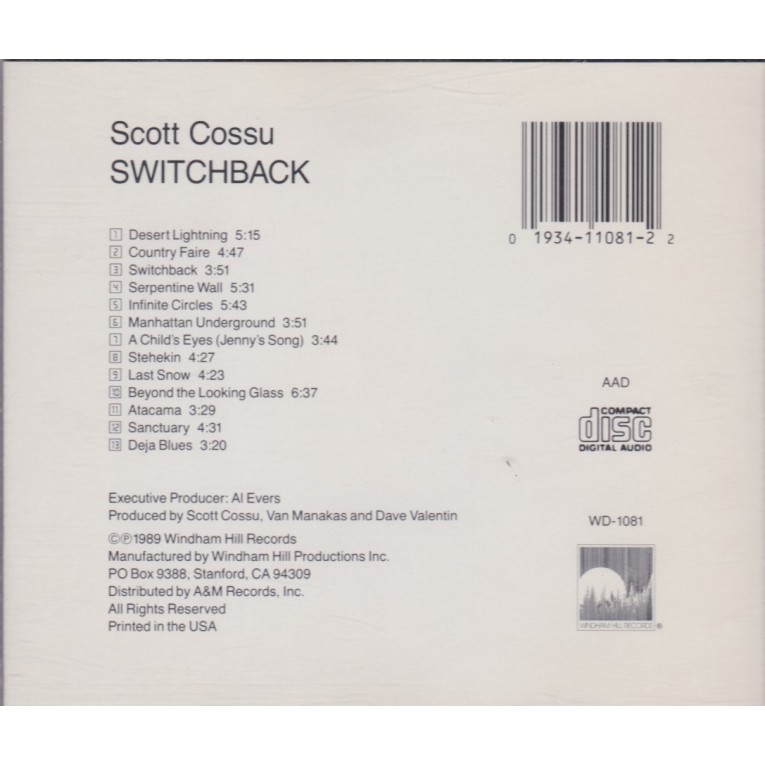 Scott Cossu
SWITCHBACK
0 1934-11081-2 2
1 Desert Lightning 5:15
2 Country Faire 4:47
3 Switchback 3:51
4 Serpentine Wall 5:31
5 Infinite Circles 5:43
6 Manhattan Underground 3:51
7 A Child's Eyes (Jenny's Song) 3:44
8 Stehekin 4:27
9 Last Snow 4:23
10 Beyond the Looking Glass 6:37
11 Atacama 3:29
12 Sanctuary 4:31
13 Deja Blues 3:20
AAD
COMPACT
disc
DIGITAL AUDIO
Executive Producer: Al Evers
Produced by Scott Cossu, Van Manakas and Dave Valentin
©℗1989 Windham Hill Records
Manufactured by Windham Hill Productions Inc.
PO Box 9388, Stanford, CA 94309
Distributed by A&M Records, Inc.
All Rights Reserved
Printed in the USA
WD-1081
WINDHAM HILL RECORDS ®